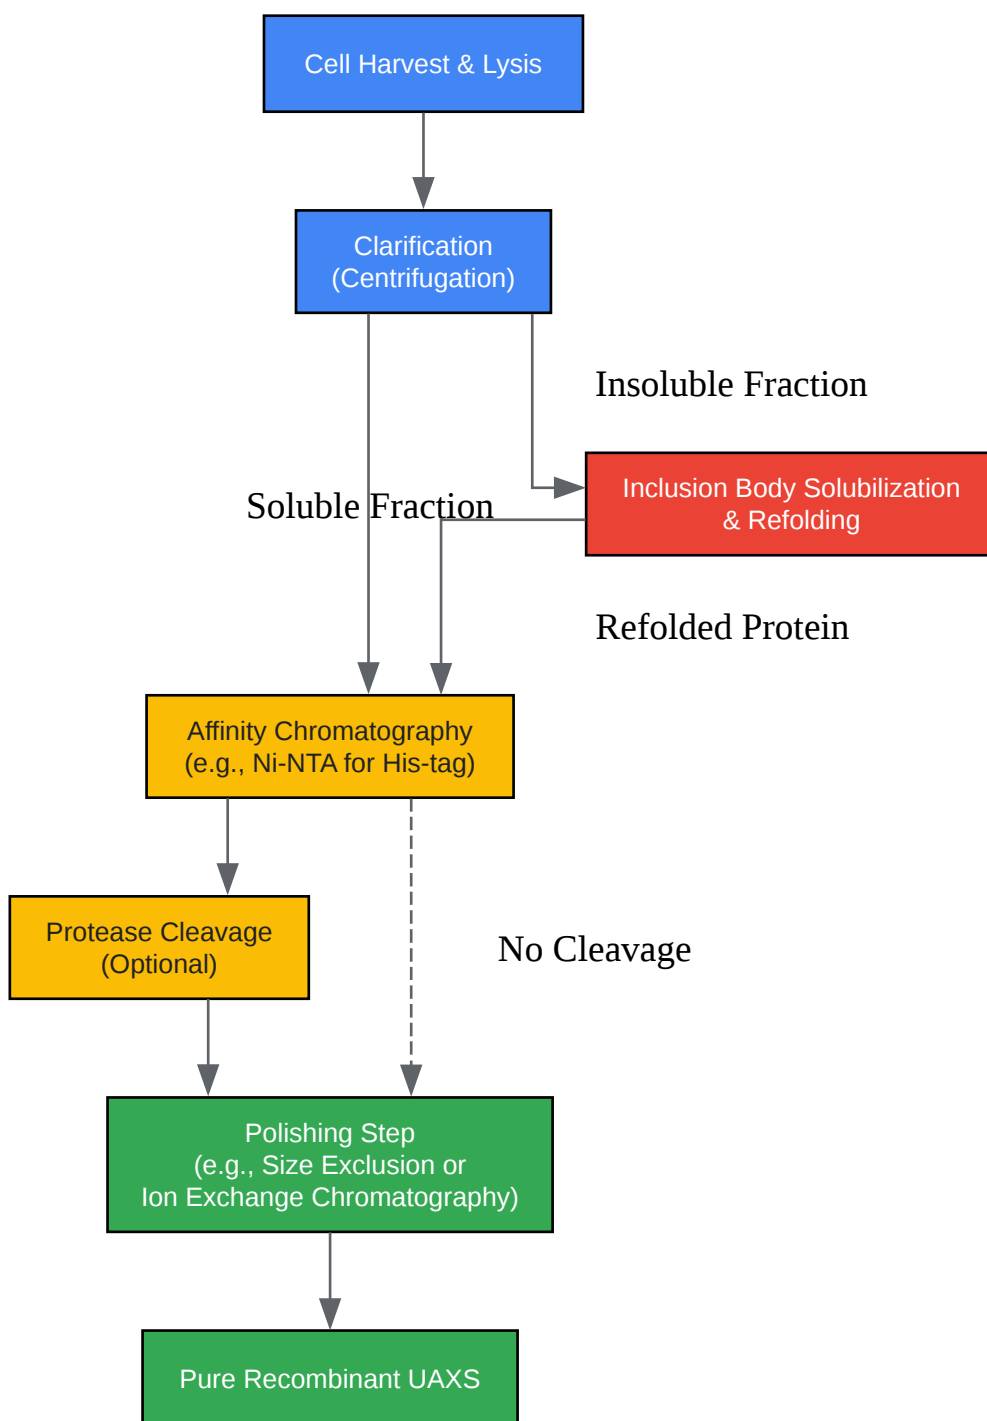 Cell Harvest & Lysis
Clarification
(Centrifugation)
Insoluble Fraction
Inclusion Body Solubilization
& Refolding
Soluble Fraction
Refolded Protein
Affinity Chromatography
(e.g., Ni-NTA for His-tag)
Protease Cleavage
(Optional)
No Cleavage
Polishing Step
(e.g., Size Exclusion or
Ion Exchange Chromatography)
Pure Recombinant UAXS